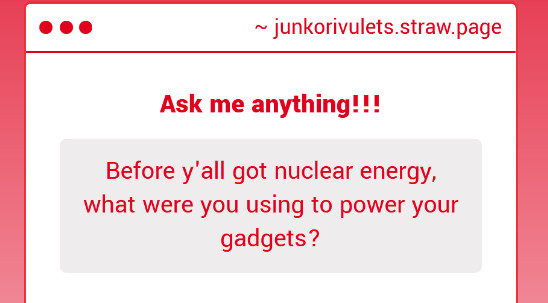 ~ junkorivulets.straw.page
Ask me anything!!!
Before y'all got nuclear energy,
what were you using to power your
gadgets?